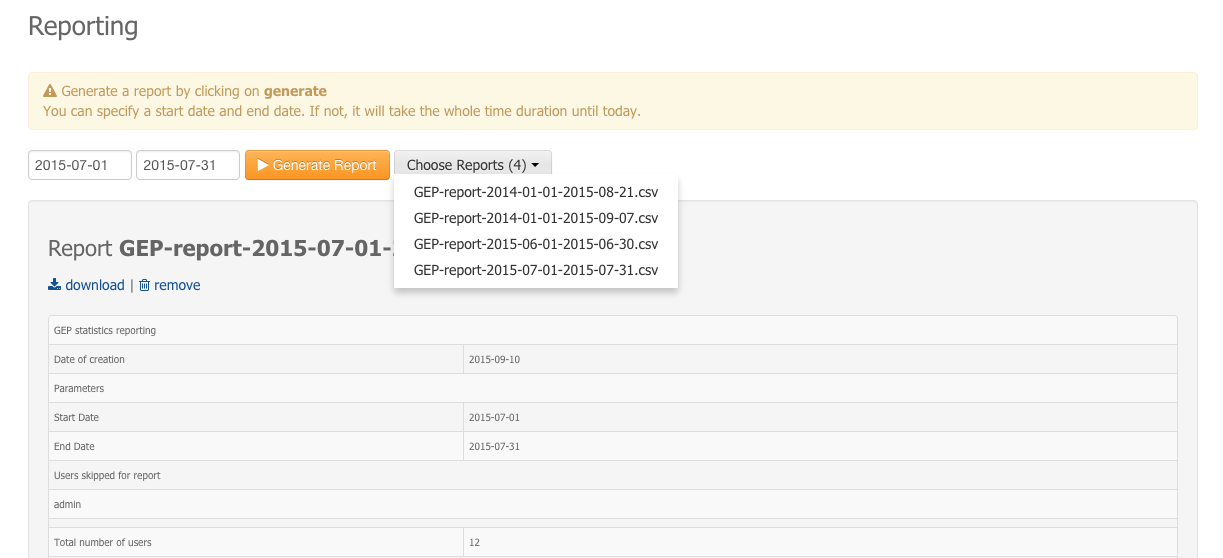 Reporting
Generate a report by clicking on generate
You can specify a start date and end date. If not, it will take the whole time duration until today.
2015-07-01 2015-07-31 Generate Report Choose Reports (4)
GEP-report-2014-01-01-2015-08-21.csv
GEP-report-2014-01-01-2015-09-07.csv
GEP-report-2015-06-01-2015-06-30.csv
GEP-report-2015-07-01-2015-07-31.csv
Report GEP-report-2015-07-01-
download | remove
GEP statistics reporting
Date of creation 2015-09-10
Parameters
Start Date 2015-07-01
End Date 2015-07-31
Users skipped for report
admin
Total number of users 12